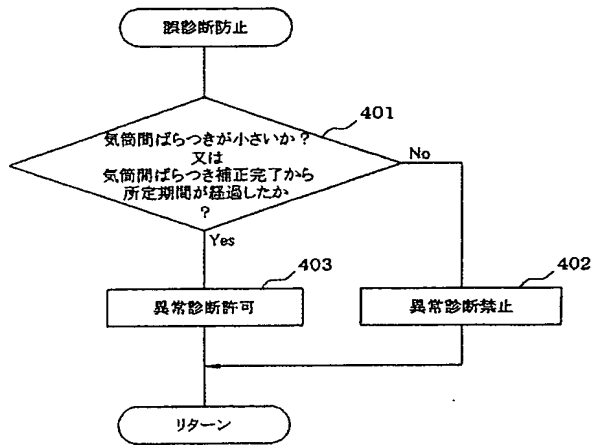 誤診断防止
401
気筒間ばらつきが小さいか？
又は
気筒間ばらつき補正完了から
所定期間が経過したか
？
No
Yes
403
402
異常診断許可
異常診断禁止
リターン